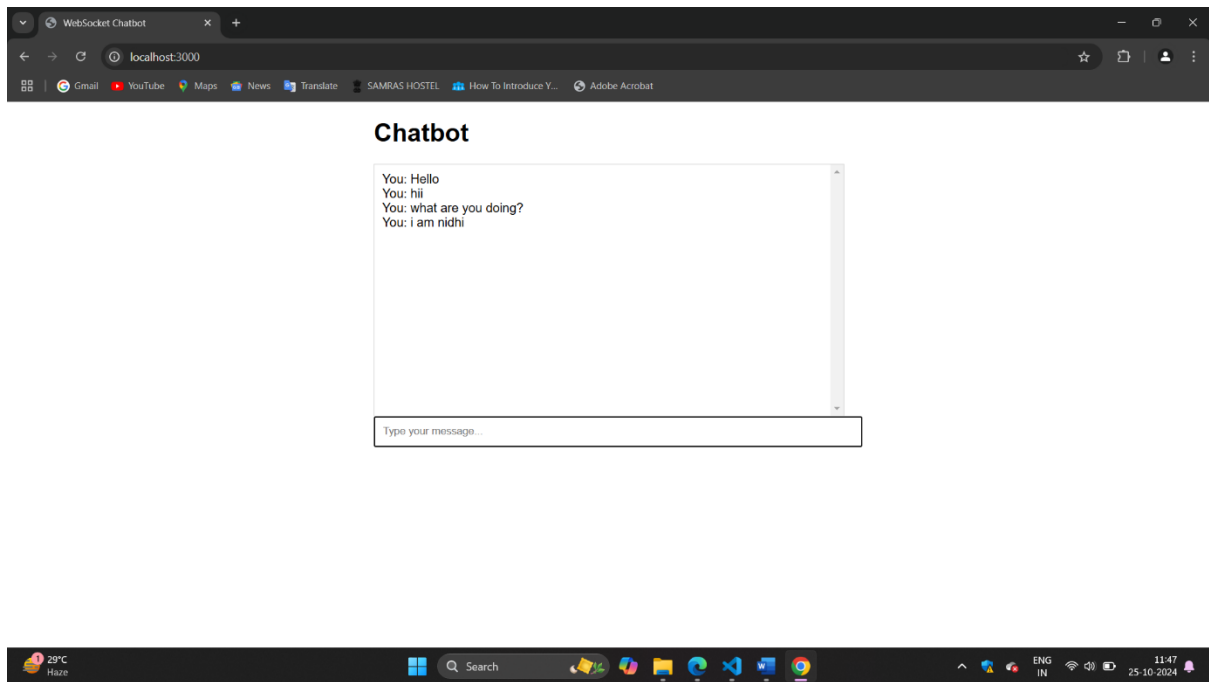 WebSocket Chatbot
localhost:3000
Gmail YouTube Maps News Translate SAMRAS HOSTEL How To Introduce Y... Adobe Acrobat
Chatbot
You: Hello
You: hii
You: what are you doing?
You: i am nidhi
Type your message...
1
29°C
Haze
Search
ENG
IN
11:47
25-10-2024